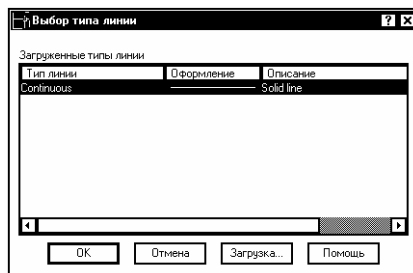 Выбор типа линии
Загруженные типы линии
Тип линии Оформление Описание
Continuous Solid line
OK Отмена Загрузка... Помощь